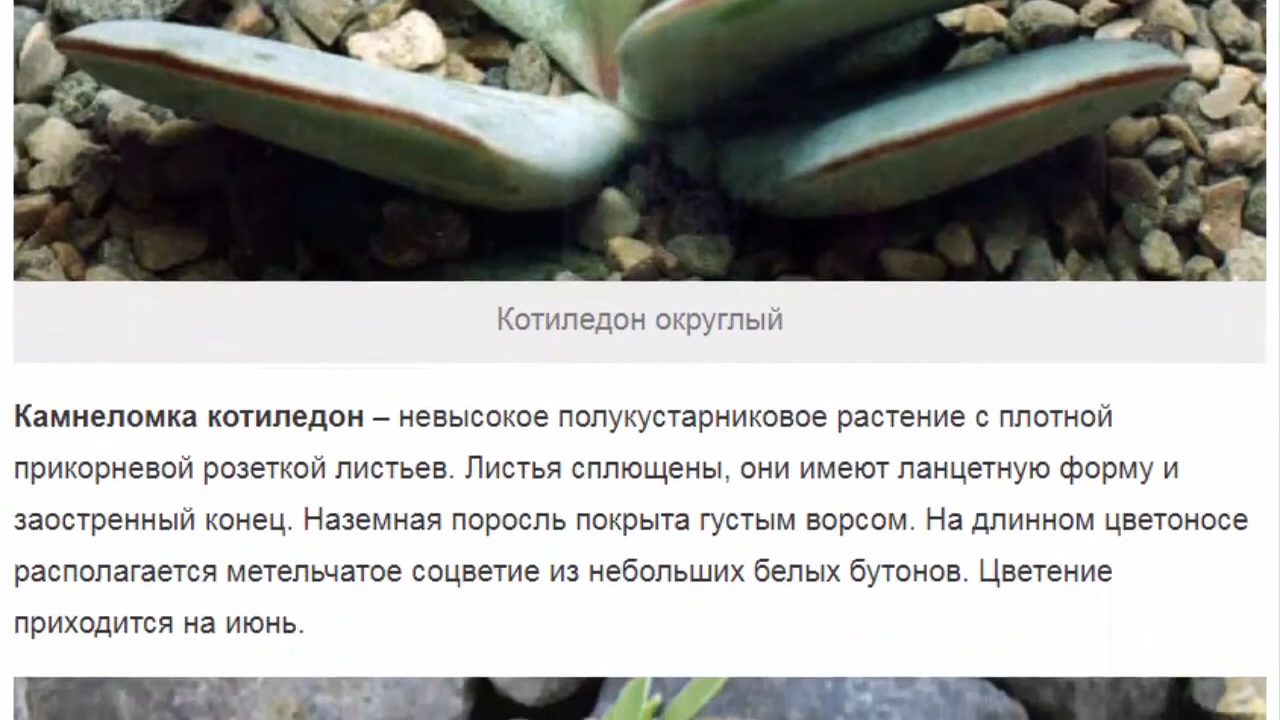 Котиледон округлый
Камнеломка котиледон – невысокое полукустарниковое растение с плотной
прикорневой розеткой листьев. Листья сплющены, они имеют ланцетную форму и
заостренный конец. Наземная поросль покрыта густым ворсом. На длинном цветоносе
располагается метельчатое соцветие из небольших белых бутонов. Цветение
приходится на июнь.